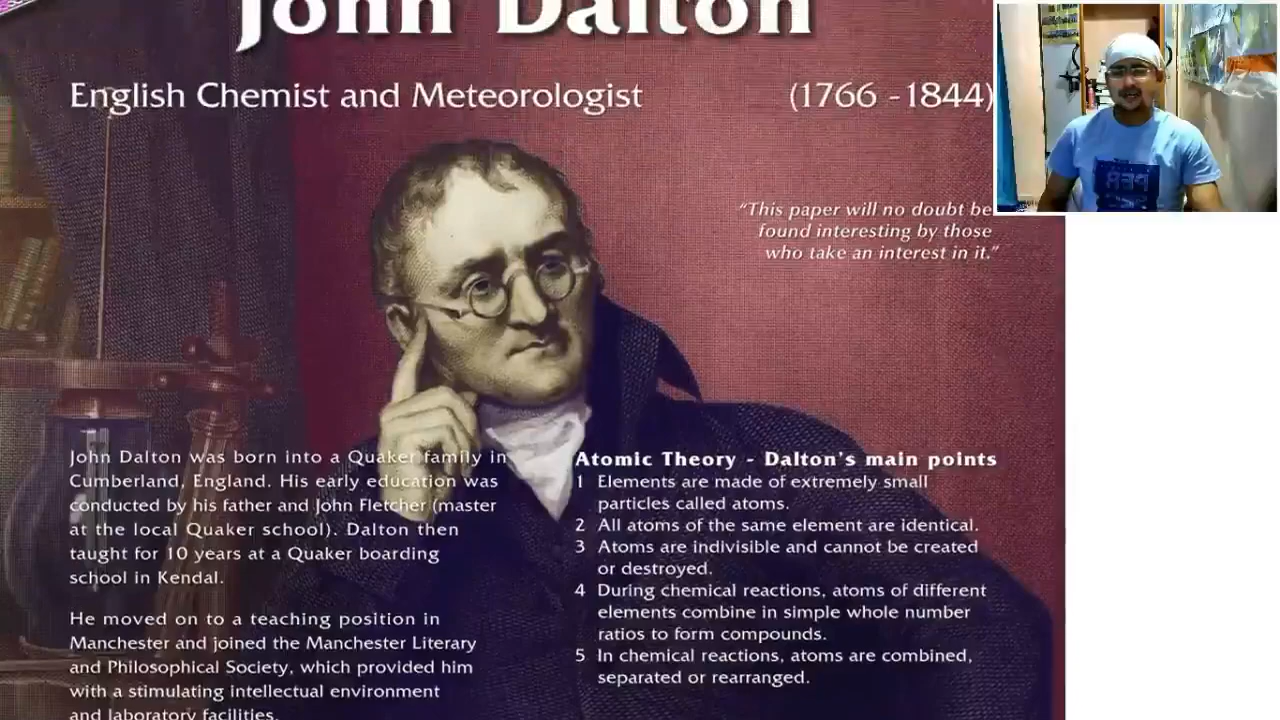 John Dalton
English Chemist and Meteorologist (1766 -1844)
“This paper will no doubt be
found interesting by those
who take an interest in it.”
John Dalton was born into a Quaker family in
Cumberland, England. His early education was
conducted by his father and John Fletcher (master
at the local Quaker school). Dalton then
taught for 10 years at a Quaker boarding
school in Kendal.
He moved on to a teaching position in
Manchester and joined the Manchester Literary
and Philosophical Society, which provided him
with a stimulating intellectual environment
and laboratory facilities.
Atomic Theory - Dalton's main points
1 Elements are made of extremely small
particles called atoms.
2 All atoms of the same element are identical.
3 Atoms are indivisible and cannot be created
or destroyed.
4 During chemical reactions, atoms of different
elements combine in simple whole number
ratios to form compounds.
5 In chemical reactions, atoms are combined,
separated or rearranged.